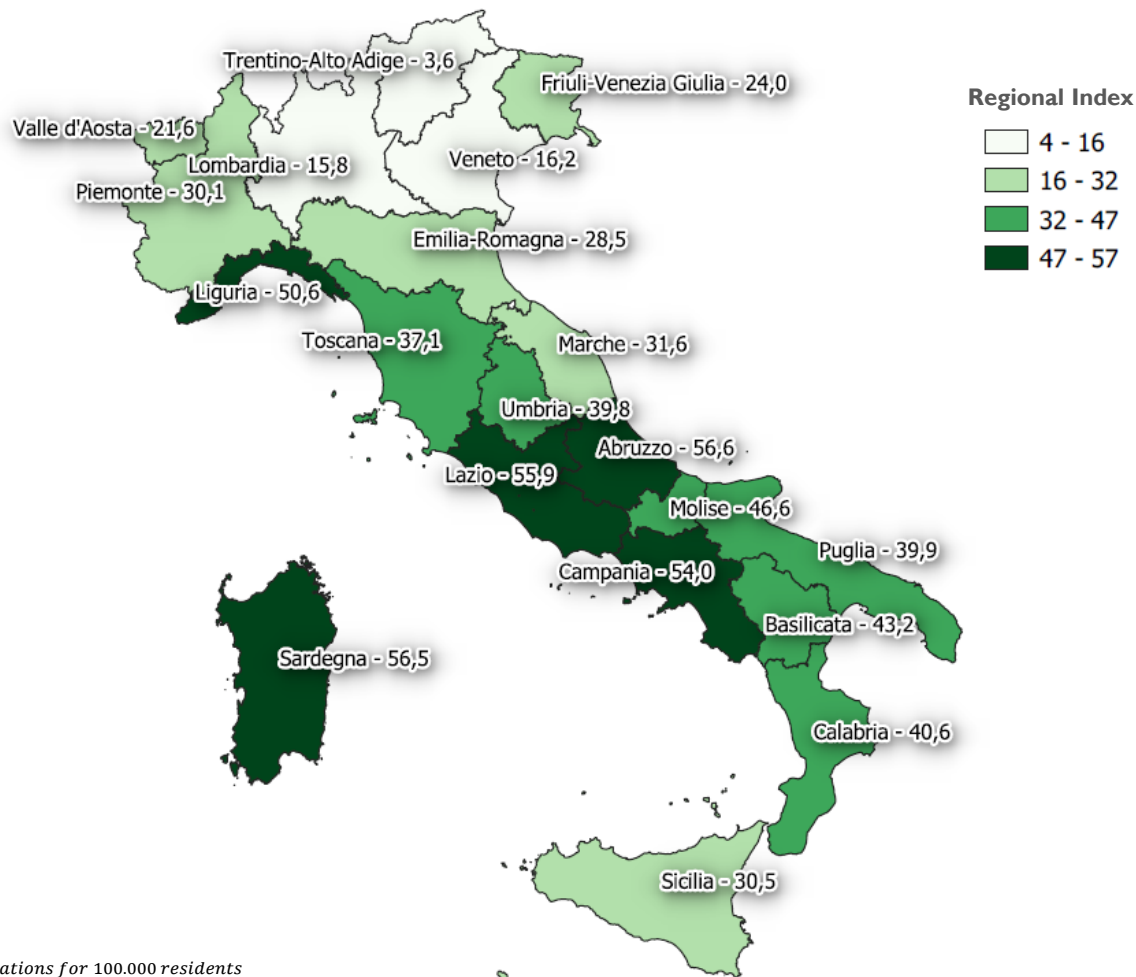 Trentino-Alto Adige - 3,6
Friuli-Venezia Giulia - 24,0
Regional Index
4 - 16
16 - 32
32 - 47
47 - 57
Valle d'Aosta - 21,6
Lombardia - 15,8
Veneto - 16,2
Piemonte - 30,1
Emilia-Romagna - 28,5
Liguria - 50,6
Toscana - 37,1
Marche - 31,6
Umbria - 39,8
Abruzzo - 56,6
Lazio - 55,9
Molise - 46,6
Puglia - 39,9
Campania - 54,0
Basilicata - 43,2
Sardegna - 56,5
Calabria - 40,6
Sicilia - 30,5
ations for 100.000 residents